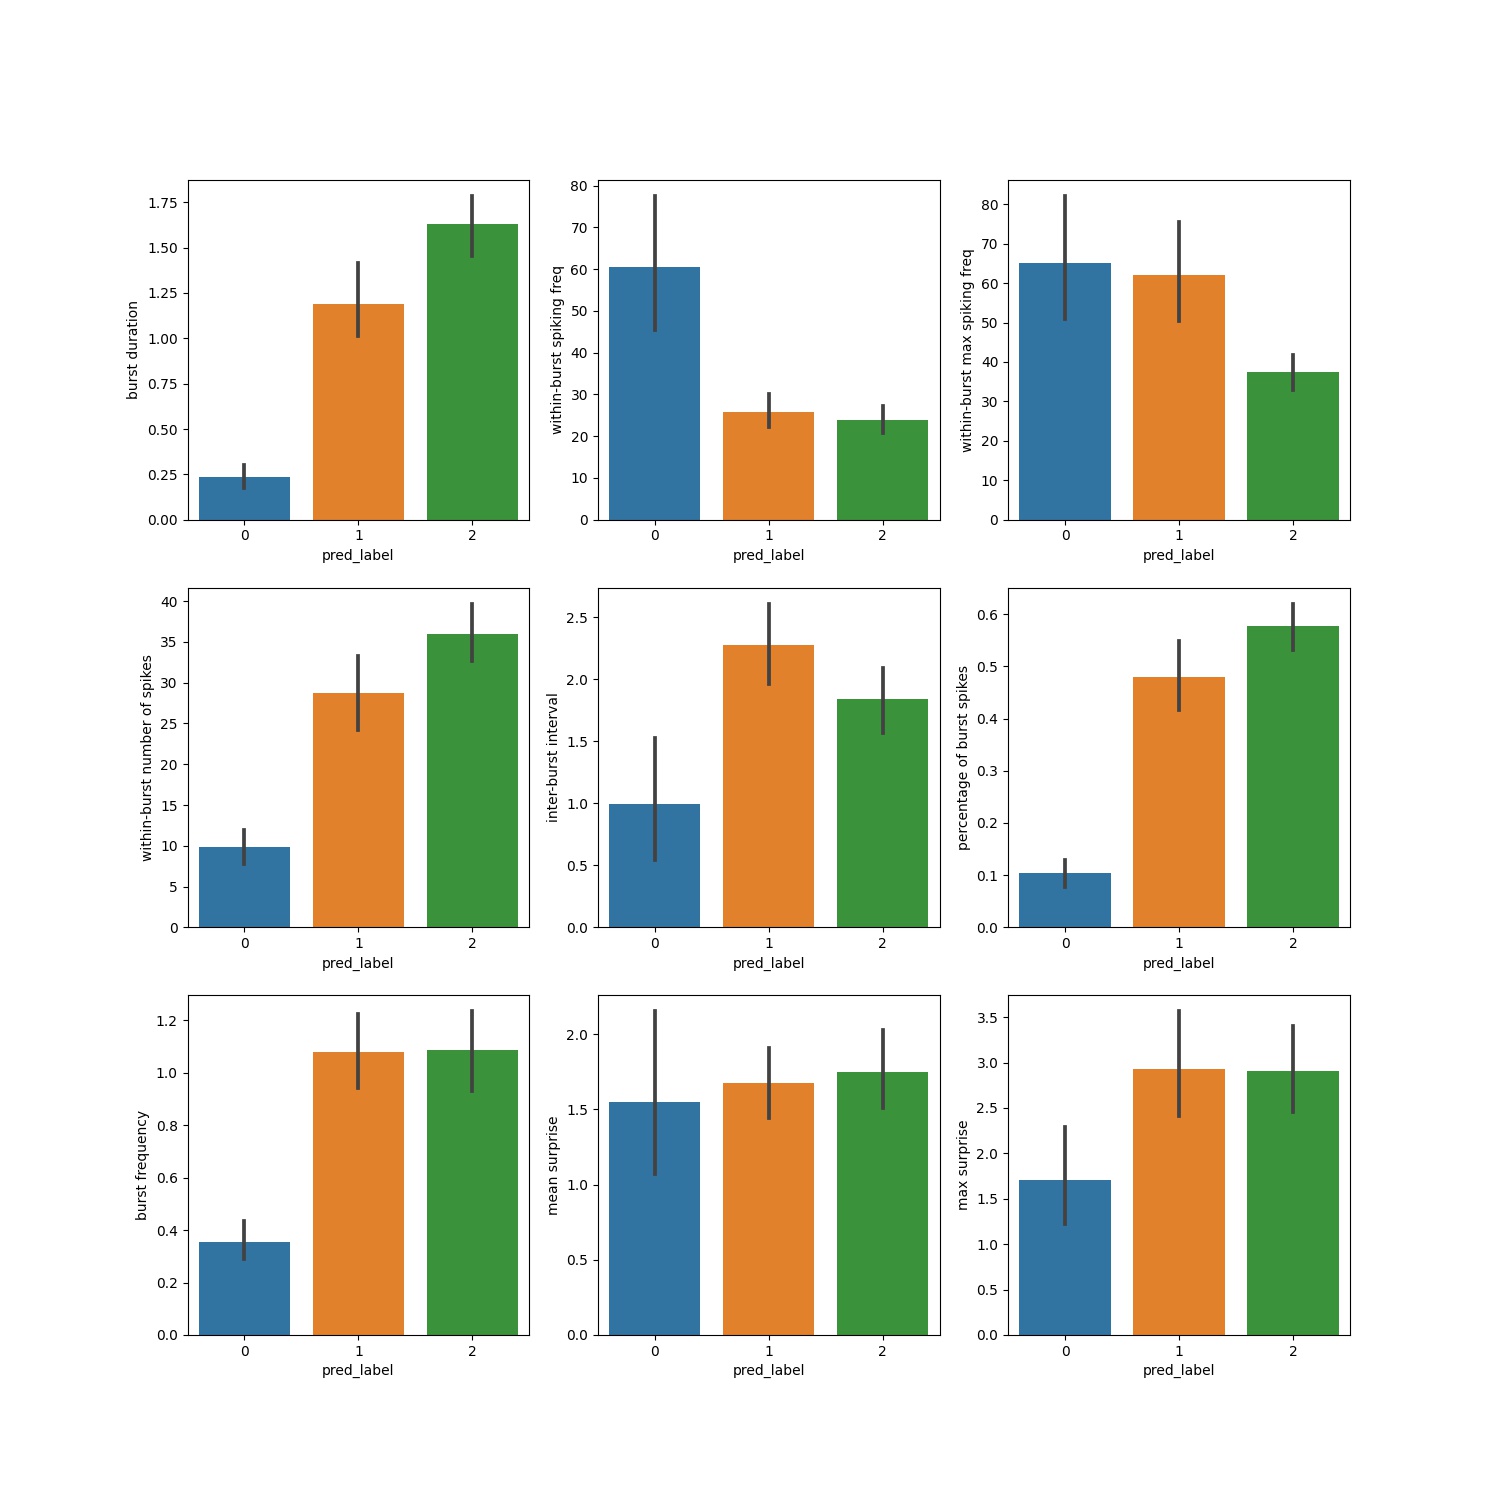 burst duration
1.75
1.50
1.25
1.00
0.75
0.50
0.25
0.00
0 1 2
pred_label
within-burst spiking freq
80
70
60
50
40
30
20
10
0
0 1 2
pred_label
within-burst max spiking freq
80
70
60
50
40
30
20
10
0
0 1 2
pred_label
within-burst number of spikes
40
35
30
25
20
15
10
5
0
0 1 2
pred_label
inter-burst interval
2.5
2.0
1.5
1.0
0.5
0.0
0 1 2
pred_label
percentage of burst spikes
0.6
0.5
0.4
0.3
0.2
0.1
0.0
0 1 2
pred_label
burst frequency
1.2
1.0
0.8
0.6
0.4
0.2
0.0
0 1 2
pred_label
mean surprise
2.0
1.5
1.0
0.5
0.0
0 1 2
pred_label
max surprise
3.5
3.0
2.5
2.0
1.5
1.0
0.5
0.0
0 1 2
pred_label